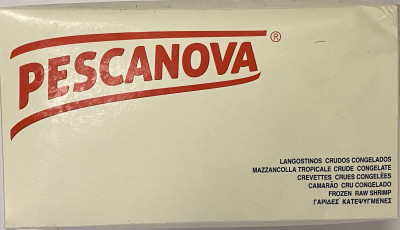 PESCANOVA ®
LANGOSTINOS CRUDOS CONGELADOS
MAZZANCOLLA TROPICALE CRUDE CONGELATE
CREVETTES CRUES CONGELÉES
CAMARÃO CRU CONGELADO
FROZEN RAW SHRIMP
ΓΑΡΙΔΕΣ ΚΑΤΕΨΥΓΜΕΝΕΣ